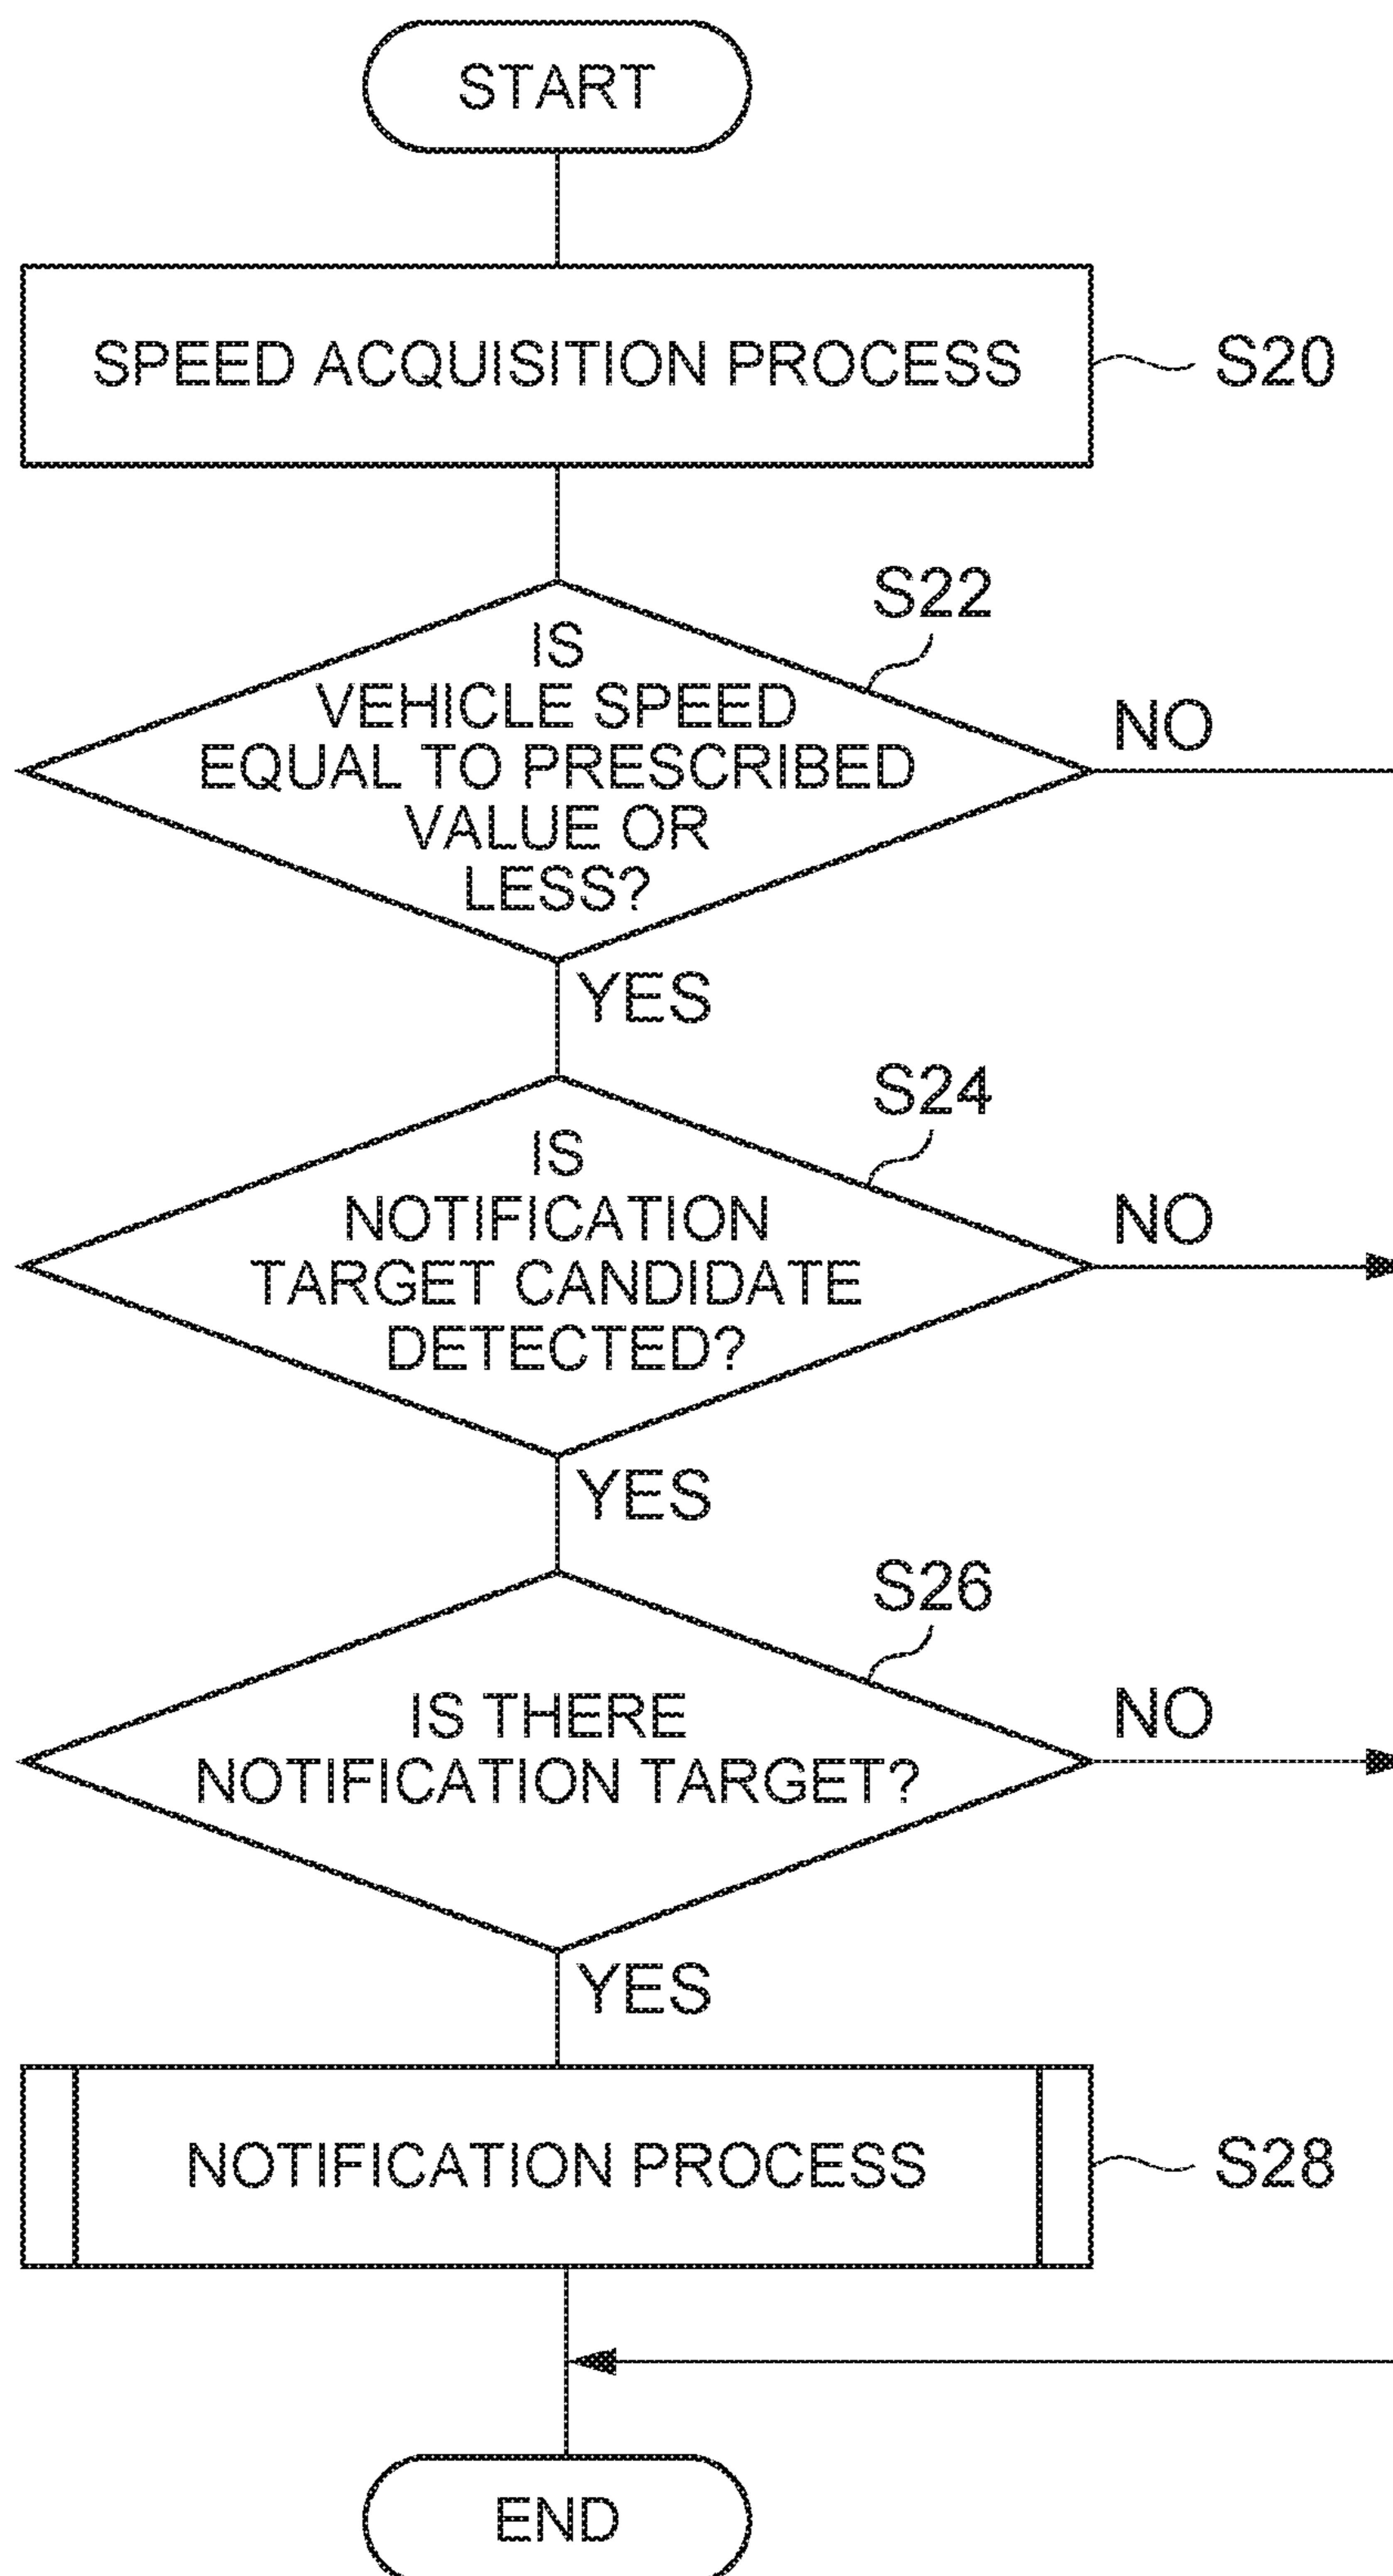 START
SPEED ACQUISITION PROCESS
S20
S22
IS
VEHICLE SPEED
EQUAL TO PRESCRIBED
VALUE OR
LESS?
NO
YES
S24
IS
NOTIFICATION
TARGET CANDIDATE
DETECTED?
NO
YES
S26
IS THERE
NOTIFICATION TARGET?
NO
YES
NOTIFICATION PROCESS
S28
END